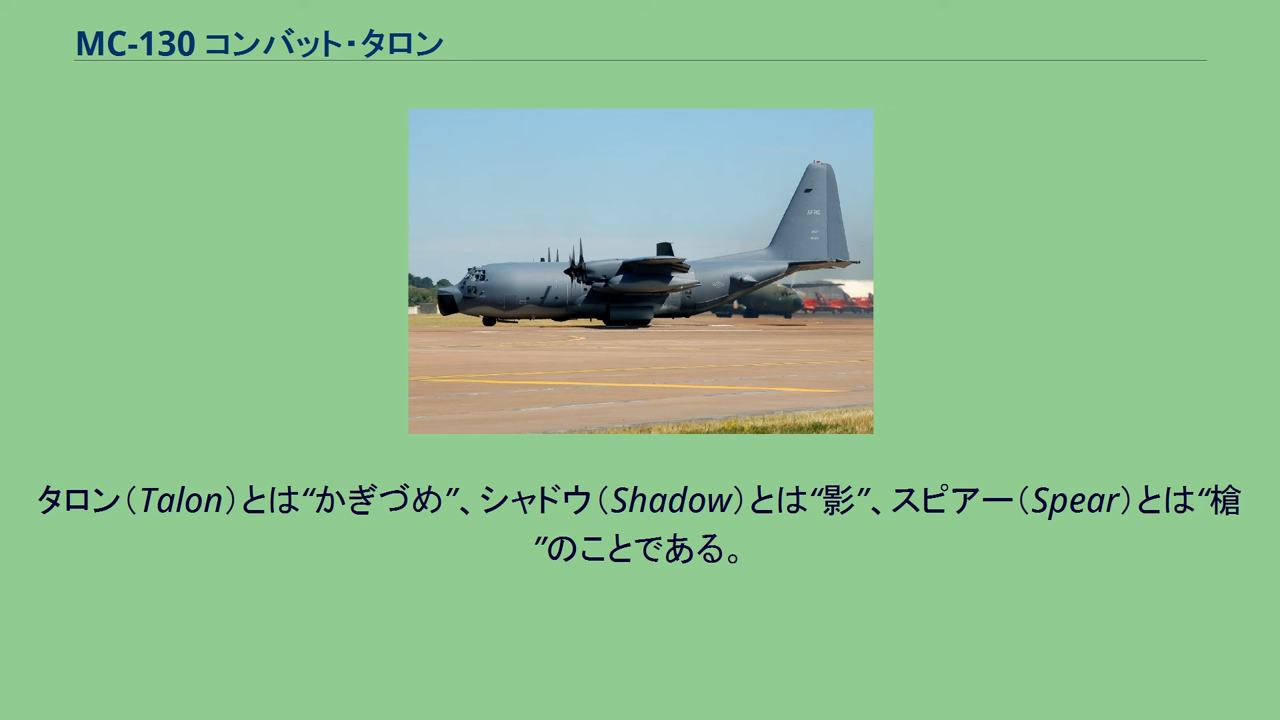 MC-130 コンバット・タロン
AFRC
タロン（Talon）とは“かぎづめ”、シャドウ（Shadow）とは“影”、スピアー（Spear）とは“槍
”のことである。